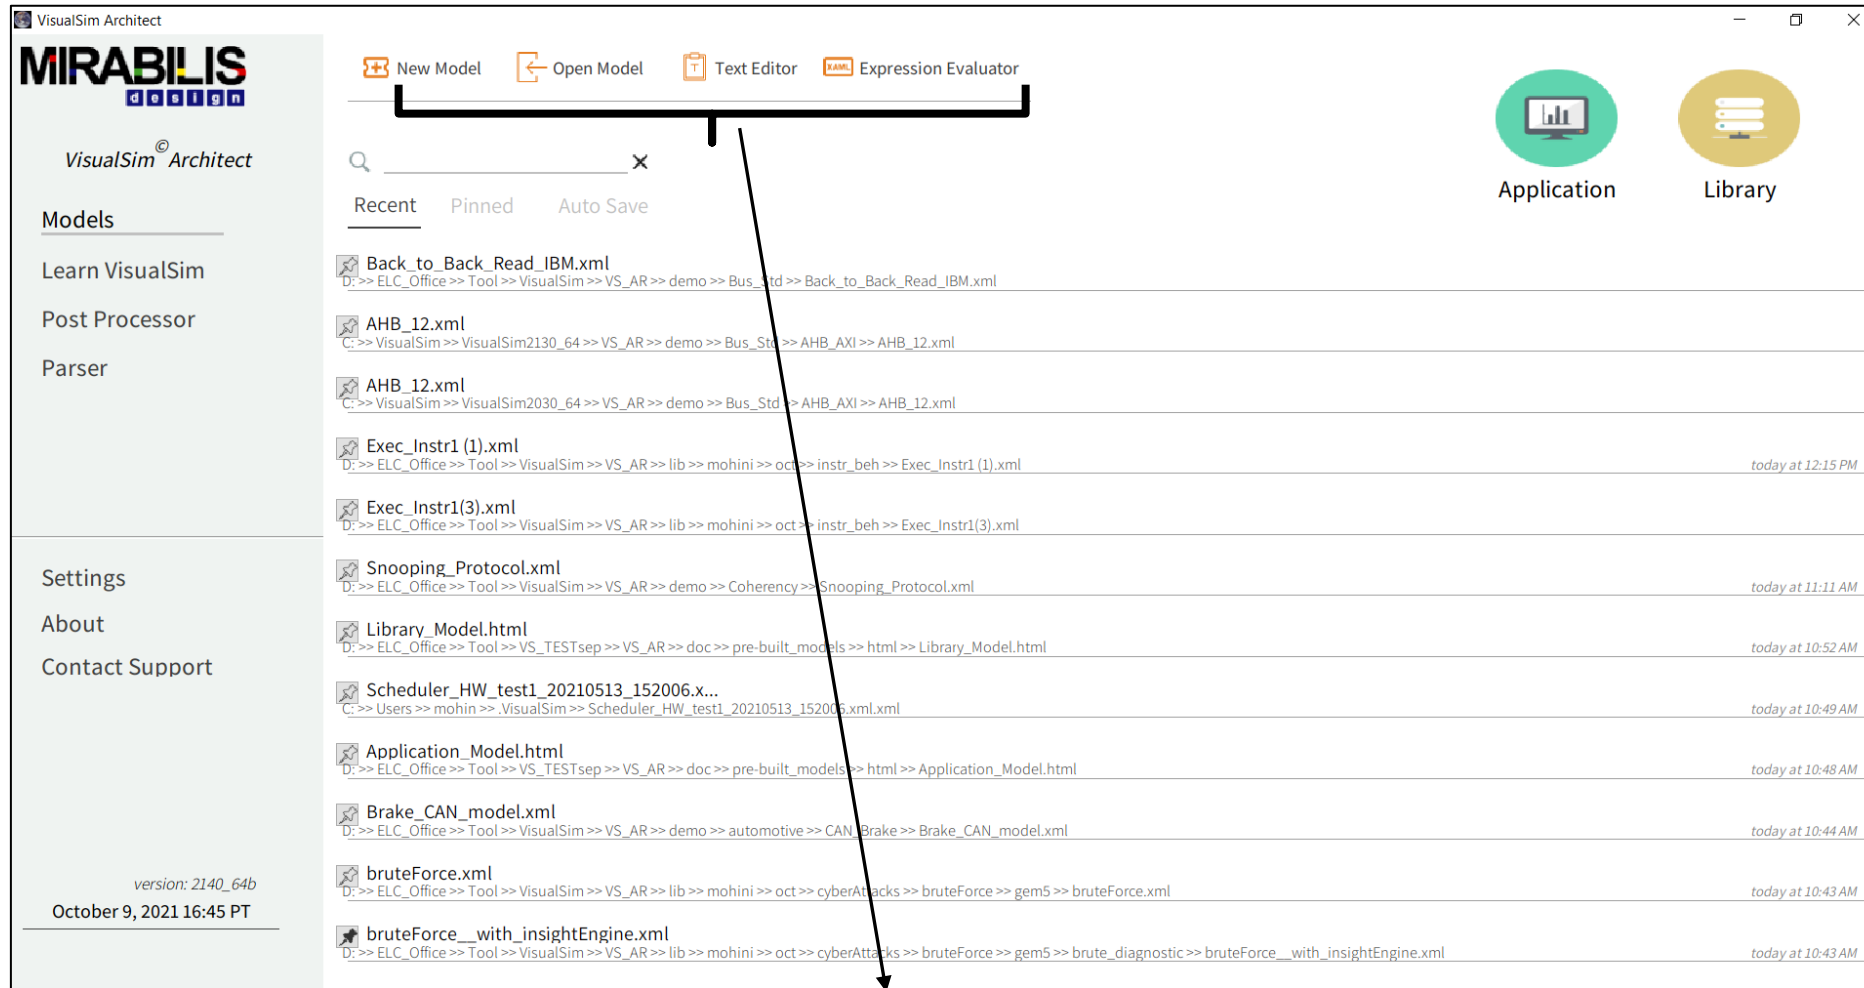 VisualSim Architect
MIRABILIS
design
VisualSim©Architect
Models
Learn VisualSim
Post Processor
Parser
Settings
About
Contact Support
version: 2140_64b
October 9, 2021 16:45 PT
New Model
Open Model
T
Text Editor
XAML
Expression Evaluator
Application
Library
Recent
Pinned
Auto Save
Back_to_Back_Read_IBM.xml
D: >> ELC_Office >> Tool >> VisualSim >> VS_AR >> demo >> Bus_Std >> Back_to_Back_Read_IBM.xml
AHB_12.xml
C: >> VisualSim >> VisualSim2130_64 >> VS_AR >> demo >> Bus_Std >> AHB_AXI >> AHB_12.xml
AHB_12.xml
C: >> VisualSim >> VisualSim2030_64 >> VS_AR >> demo >> Bus_Std >> AHB_AXI >> AHB_12.xml
Exec_Instr1 (1).xml
D: >> ELC_Office >> Tool >> VisualSim >> VS_AR >> lib >> mohini >> oct >> instr_beh >> Exec_Instr1 (1).xml
today at 12:15 PM
Exec_Instr1(3).xml
D: >> ELC_Office >> Tool >> VisualSim >> VS_AR >> lib >> mohini >> oct >> instr_beh >> Exec_Instr1(3).xml
Snooping_Protocol.xml
D: >> ELC_Office >> Tool >> VisualSim >> VS_AR >> demo >> Coherency >> Snooping_Protocol.xml
today at 11:11 AM
Library_Model.html
D: >> ELC_Office >> Tool >> VS_TESTsep >> VS_AR >> doc >> pre-built_models >> html >> Library_Model.html
today at 10:52 AM
Scheduler_HW_test1_20210513_152006.x...
C: >> Users >> mohin >> .VisualSim >> Scheduler_HW_test1_20210513_152006.xml.xml
today at 10:49 AM
Application_Model.html
D: >> ELC_Office >> Tool >> VS_TESTsep >> VS_AR >> doc >> pre-built_models >> html >> Application_Model.html
today at 10:48 AM
Brake_CAN_model.xml
D: >> ELC_Office >> Tool >> VisualSim >> VS_AR >> demo >> automotive >> CAN_Brake >> Brake_CAN_model.xml
today at 10:44 AM
bruteForce.xml
D: >> ELC_Office >> Tool >> VisualSim >> VS_AR >> lib >> mohini >> oct >> cyberAttacks >> bruteForce >> gem5 >> bruteForce.xml
today at 10:43 AM
bruteForce__with_insightEngine.xml
D: >> ELC_Office >> Tool >> VisualSim >> VS_AR >> lib >> mohini >> oct >> cyberAttacks >> bruteForce >> gem5 >> brute_diagnostic >> bruteForce__with_insightEngine.xml
today at 10:43 AM